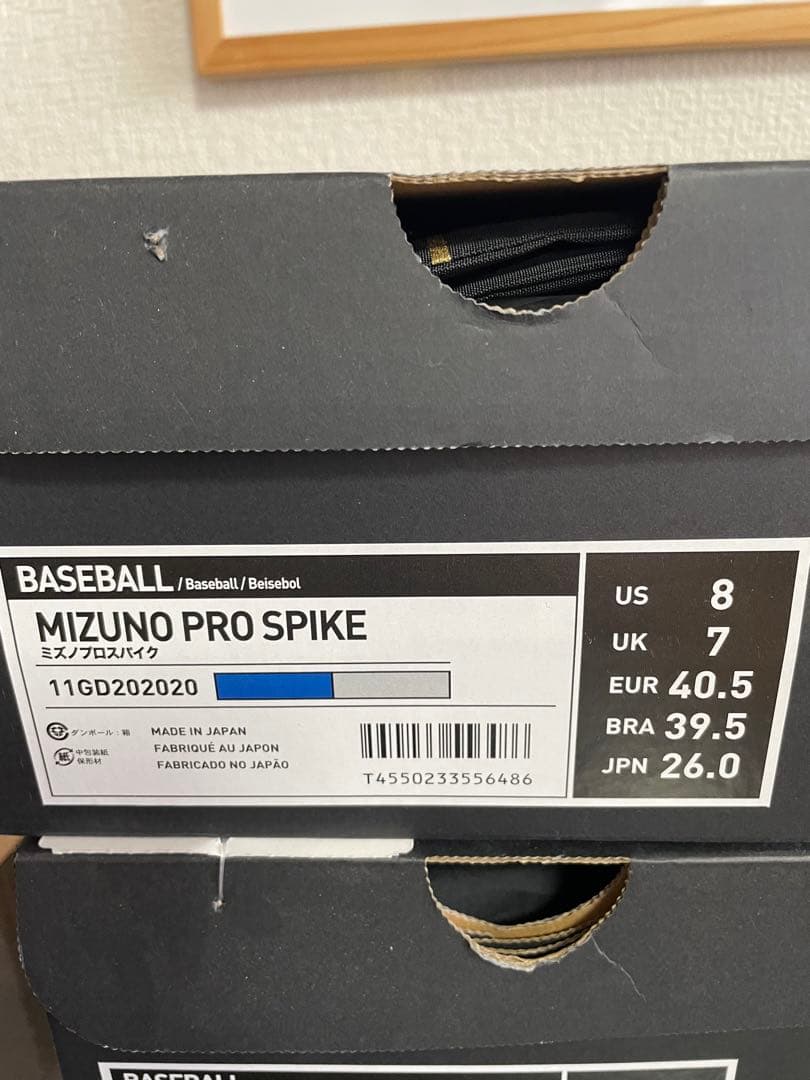 BASEBALL / Baseball / Beisebol
MIZUNO PRO SPIKE
ミズノプロスパイク
11GD202020
ダンボール：箱
紙
中包装紙
保形材
MADE IN JAPAN
FABRIQUÉ AU JAPON
FABRICADO NO JAPÃO
T4550233556486
US 8
UK 7
EUR 40.5
BRA 39.5
JPN 26.0
BASEBALL